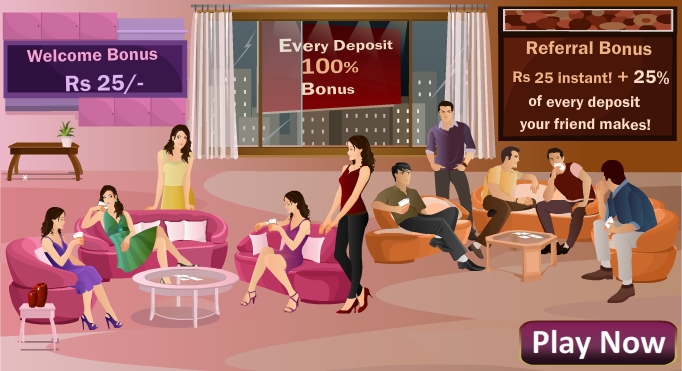 Welcome Bonus
Rs 25/-
Every Deposit
100%
Bonus
Referral Bonus
Rs 25 instant! + 25%
of every deposit
your friend makes!
Play Now